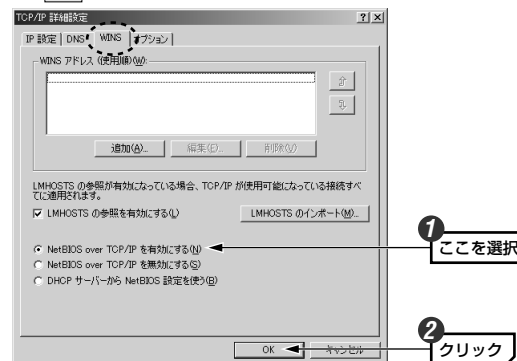 TCP/IP 詳細設定
IP 設定 DNS WINS オプション
WINS アドレス (使用順)(W):
追加(A)... 編集(E)... 削除(V)
LMHOSTS の参照が有効になっている場合、TCP/IP が使用可能になっている接続すべ
てに適用されます。
LMHOSTS の参照を有効にする(L) LMHOSTS のインポート(M)...
NetBIOS over TCP/IP を有効にする(N)
1 ここを選択
NetBIOS over TCP/IP を無効にする(S)
DHCP サーバーから NetBIOS 設定を使う(B)
OK キャンセル
2 クリック